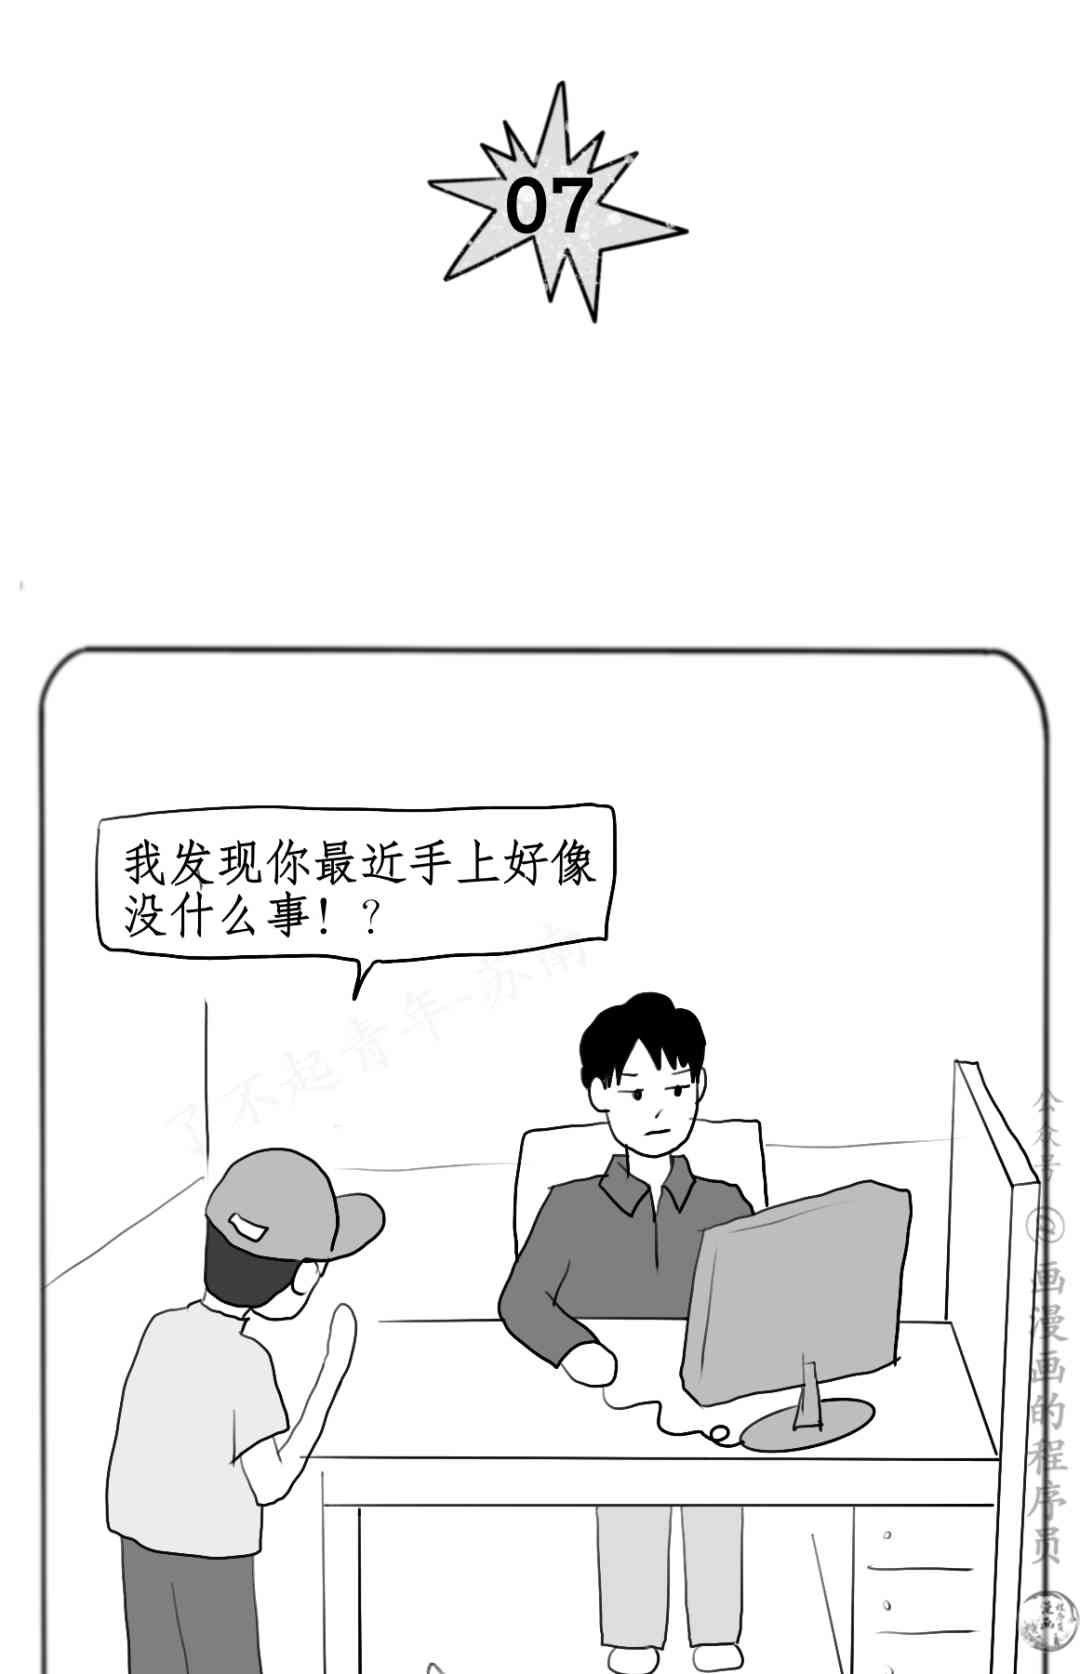 07
我发现你最近手上好像
没什么事！？
了不起青年-苏南
公众号 画漫画的程序员